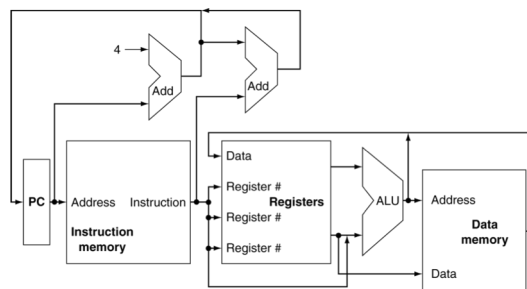 4
Add
Add
Data
PC
Address
Instruction
Register #
Registers
ALU
Address
Instruction
memory
Register #
Data
memory
Register #
Data